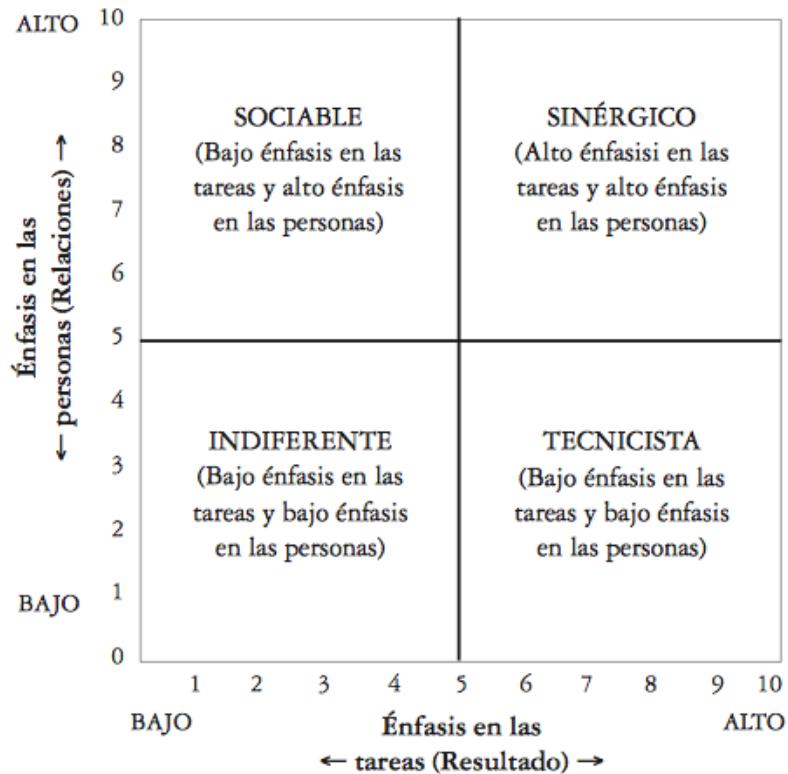 ALTO
10
9
8
7
6
5
4
3
2
1
0
BAJO
Énfasis en las
← personas (Relaciones) →
SOCIABLE
(Bajo énfasis en las
tareas y alto énfasis
en las personas)
SINÉRGICO
(Alto énfasisi en las
tareas y alto énfasis
en las personas)
INDIFERENTE
(Bajo énfasis en las
tareas y bajo énfasis
en las personas)
TECNICISTA
(Bajo énfasis en las
tareas y bajo énfasis
en las personas)
1 2 3 4 5 6 7 8 9 10
BAJO
Énfasis en las
← tareas (Resultado) →
ALTO